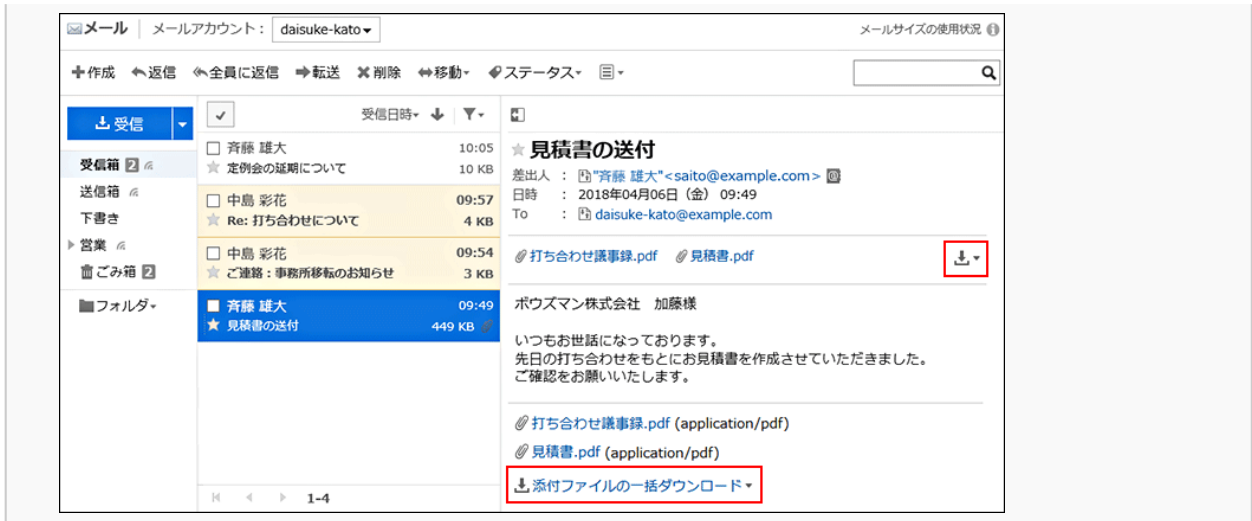 メール メールアカウント： daisuke-kato メールサイズの使用状況
作成 返信 全員に返信 転送 削除 移動 ステータス
受信
受信箱 2
送信箱
下書き
営業
ごみ箱 2
フォルダ
受信日時
斉藤 雄大 10:05
定例会の延期について 10 KB
中島 彩花 09:57
Re: 打ち合わせについて 4 KB
中島 彩花 09:54
ご連絡：事務所移転のお知らせ 3 KB
斉藤 雄大 09:49
見積書の送付 449 KB
1-4
見積書の送付
差出人 ： "斉藤 雄大"<saito@example.com>
日時 ： 2018年04月06日（金） 09:49
To ： daisuke-kato@example.com
打ち合わせ議事録.pdf 見積書.pdf
ボウズマン株式会社　加藤様
いつもお世話になっております。
先日の打ち合わせをもとにお見積書を作成させていただきました。
ご確認をお願いいたします。
打ち合わせ議事録.pdf (application/pdf)
見積書.pdf (application/pdf)
添付ファイルの一括ダウンロード